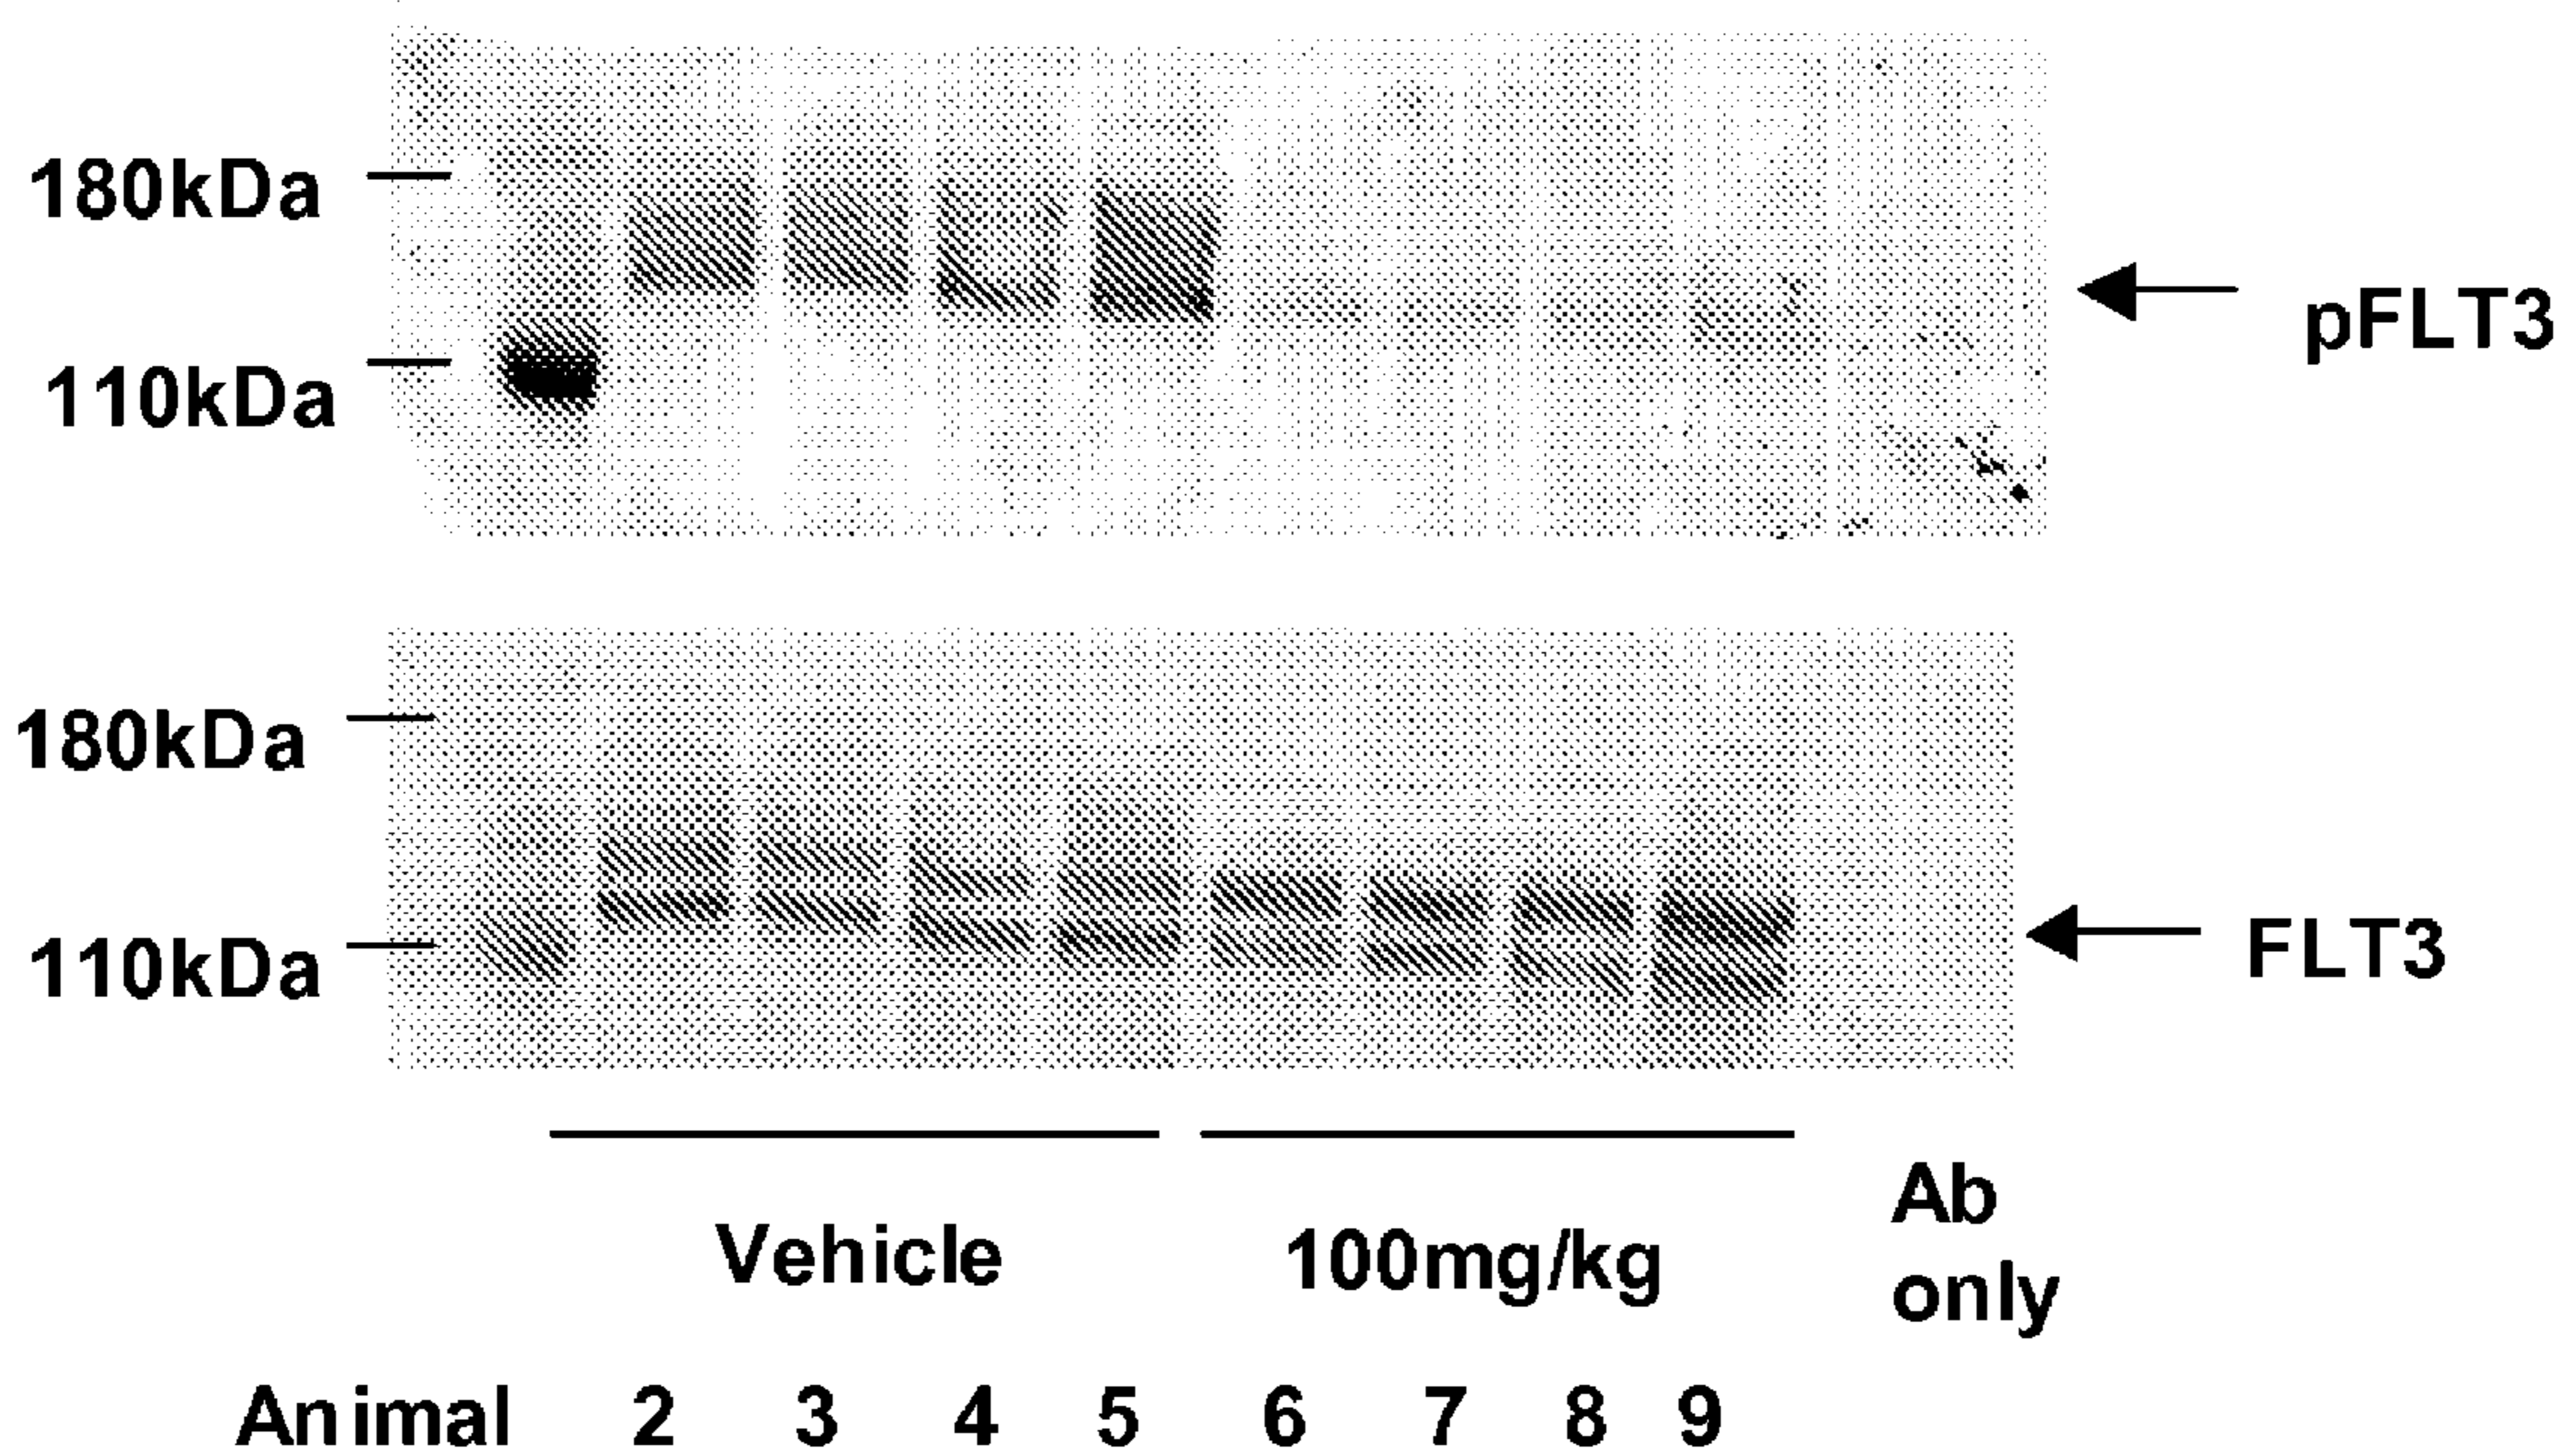 180kDa
110kDa
pFLT3
180kDa
110kDa
FLT3
Vehicle
100mg/kg
Ab
only
Animal 2 3 4 5 6 7 8 9